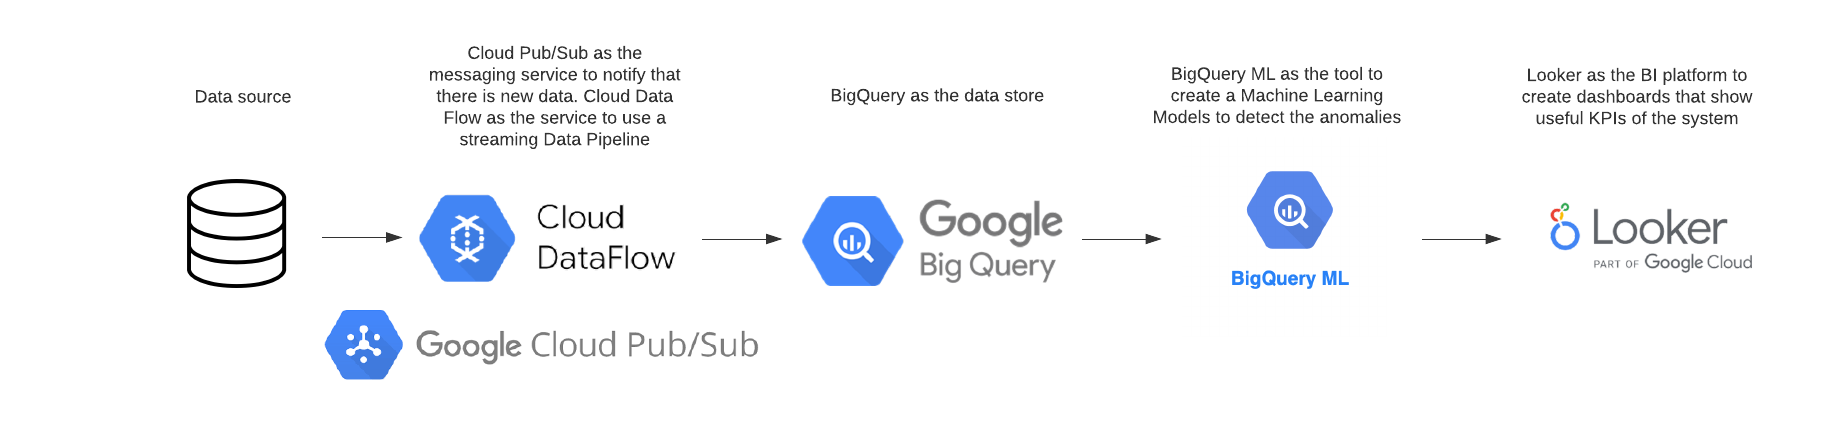 Data source
Cloud Pub/Sub as the
messaging service to notify that
there is new data. Cloud Data
Flow as the service to use a
streaming Data Pipeline
BigQuery as the data store
BigQuery ML as the tool to
create a Machine Learning
Models to detect the anomalies
Looker as the BI platform to
create dashboards that show
useful KPIs of the system
Cloud
DataFlow
Google Cloud Pub/Sub
Google
Big Query
BigQuery ML
Looker
PART OF Google Cloud